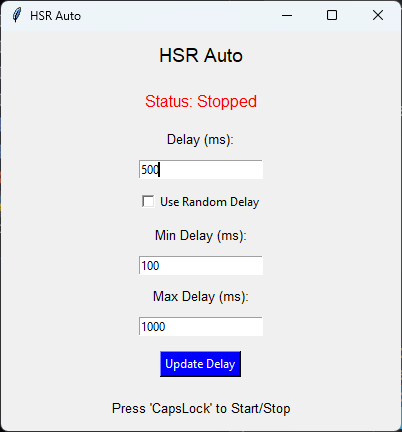 HSR Auto
HSR Auto
Status: Stopped
Delay (ms):
500
Use Random Delay
Min Delay (ms):
100
Max Delay (ms):
1000
Update Delay
Press 'CapsLock' to Start/Stop